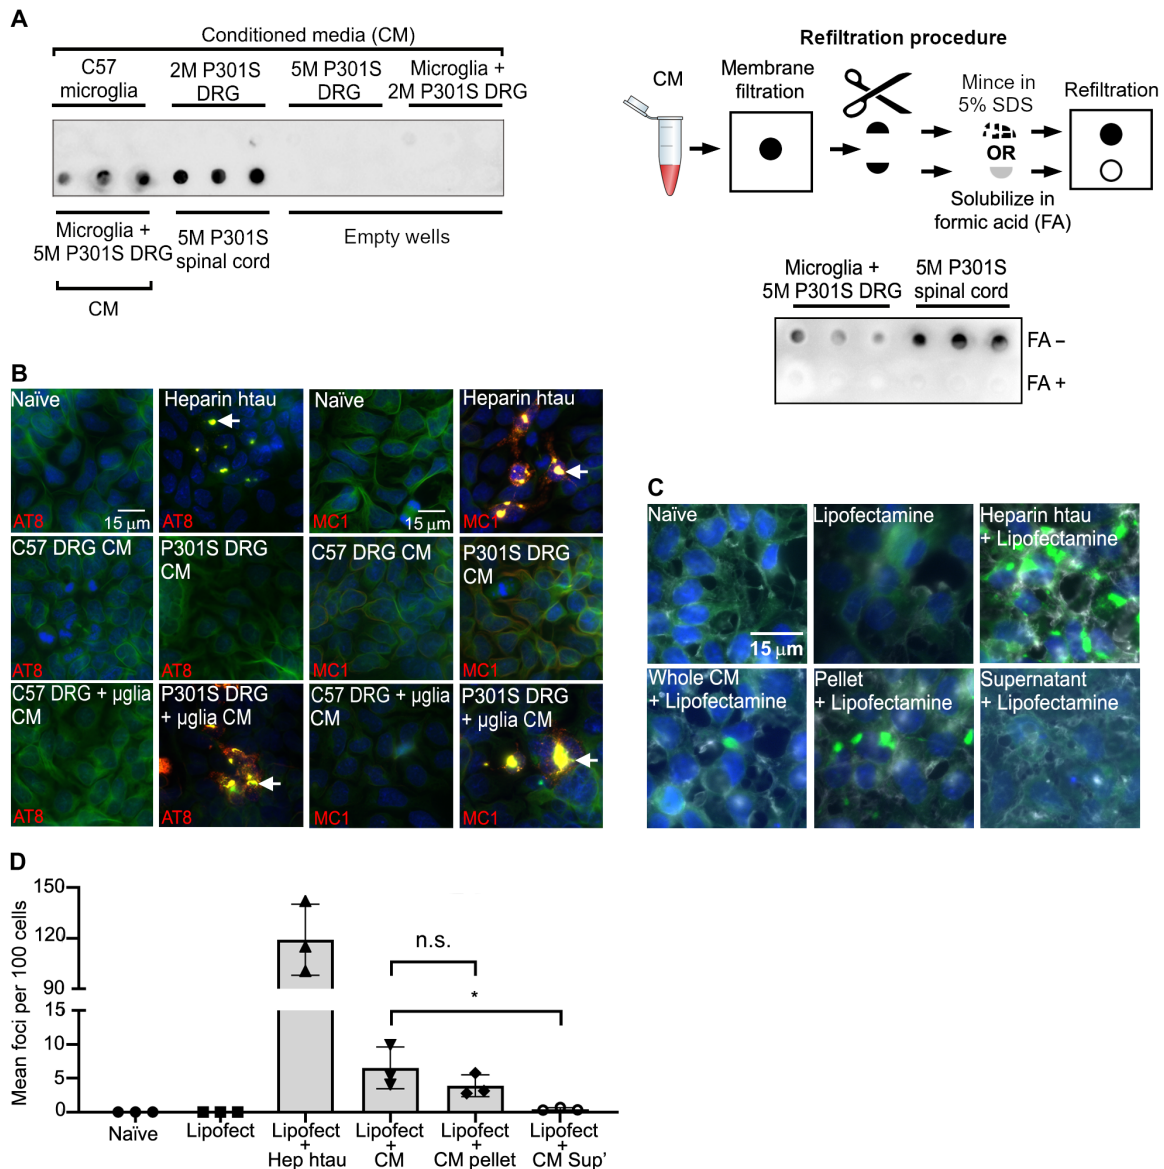 A
Conditioned media (CM)
C57 microglia
2M P301S DRG
5M P301S DRG
Microglia + 2M P301S DRG
Microglia + 5M P301S DRG
CM
5M P301S spinal cord
Empty wells
Refiltration procedure
CM
Membrane filtration
Mince in 5% SDS
OR
Solubilize in formic acid (FA)
Refiltration
Microglia + 5M P301S DRG
5M P301S spinal cord
FA –
FA +
B
Naïve
AT8
15 μm
Heparin htau
AT8
Naïve
MC1
15 μm
Heparin htau
MC1
C57 DRG CM
AT8
P301S DRG CM
AT8
C57 DRG CM
MC1
P301S DRG CM
MC1
C57 DRG + μglia CM
AT8
P301S DRG + μglia CM
AT8
C57 DRG + μglia CM
MC1
P301S DRG + μglia CM
MC1
C
Naïve
15 μm
Lipofectamine
Heparin htau + Lipofectamine
Whole CM + Lipofectamine
Pellet + Lipofectamine
Supernatant + Lipofectamine
D
Mean foci per 100 cells
150
120
90
15
10
5
0
n.s.
*
Naïve
Lipofect
Lipofect + Hep htau
Lipofect + CM
Lipofect + CM pellet
Lipofect + CM Sup'